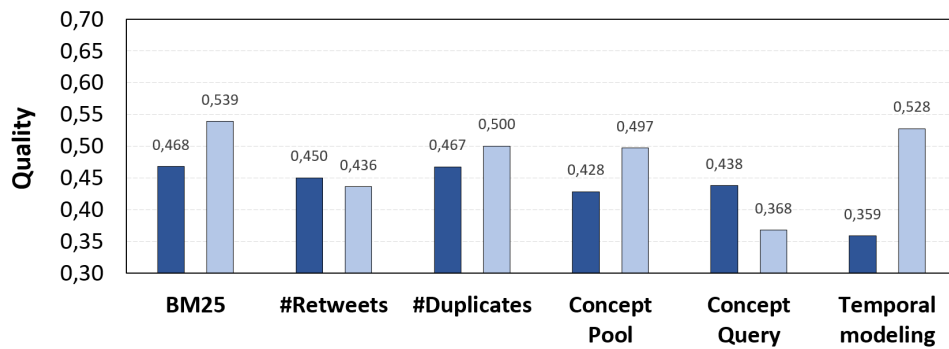 0,70
0,65
0,60
0,55
0,50
0,45
0,40
0,35
0,30
Quality
0,468
0,539
0,450
0,436
0,467
0,500
0,428
0,497
0,438
0,368
0,359
0,528
BM25
#Retweets
#Duplicates
Concept
Pool
Concept
Query
Temporal
modeling